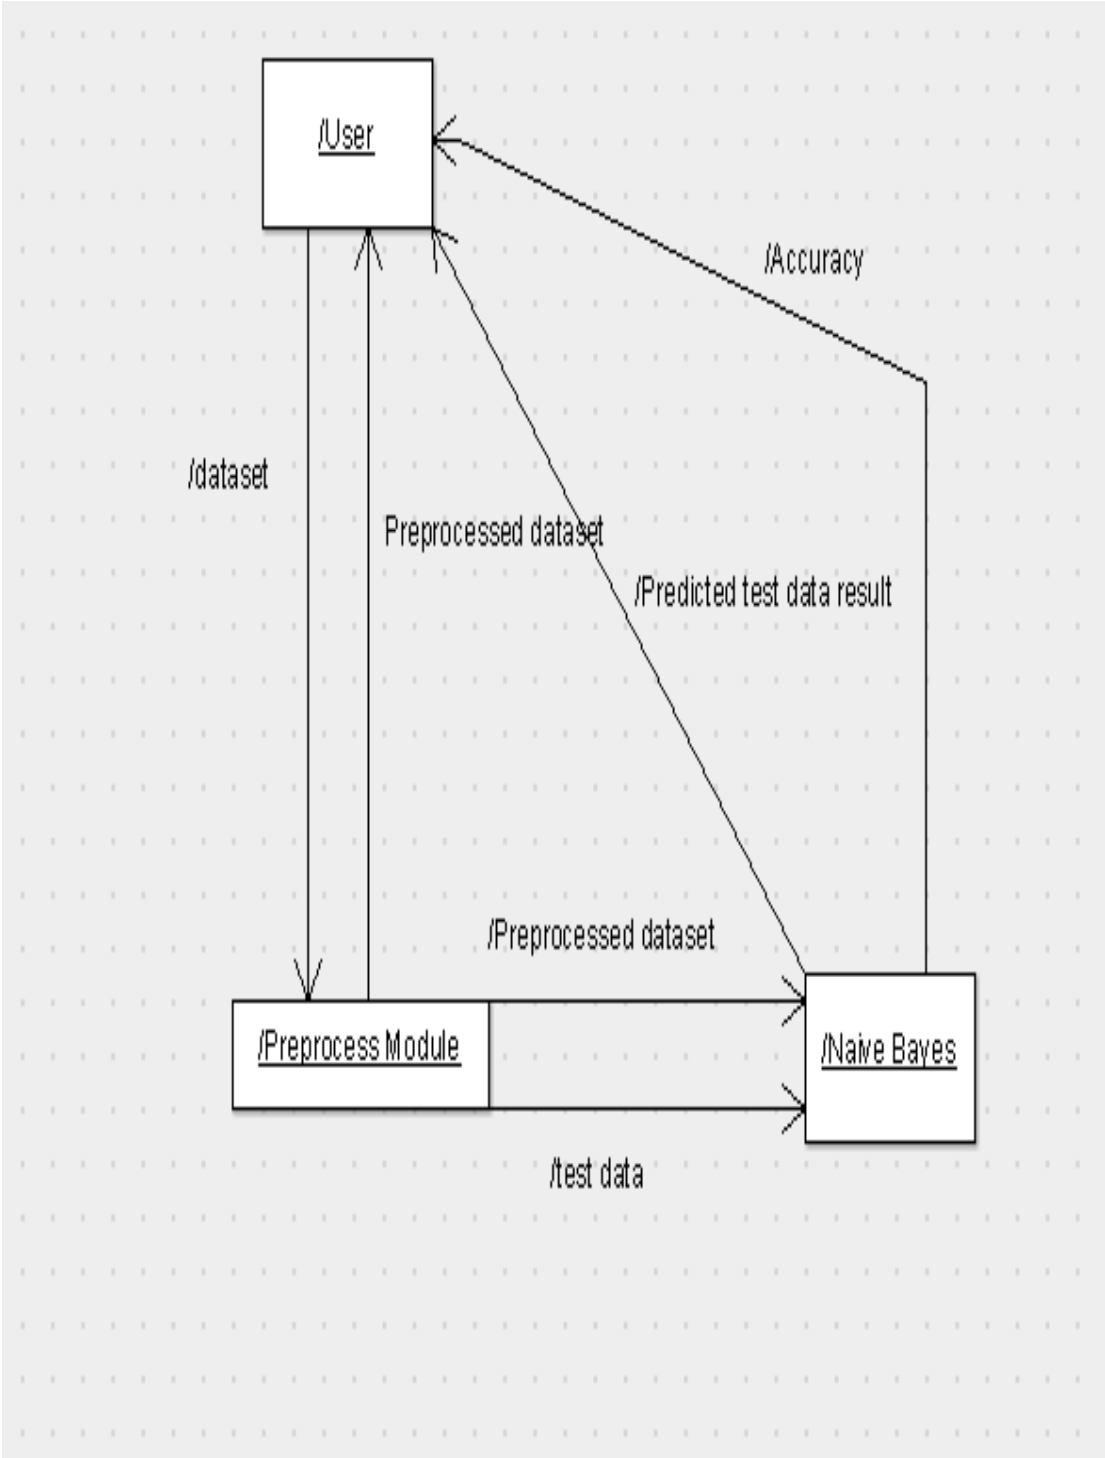 /User
/Accuracy
/dataset
Preprocessed dataset
/Predicted test data result
/Preprocessed dataset
/Preprocess Module
/Naive Bayes
/test data